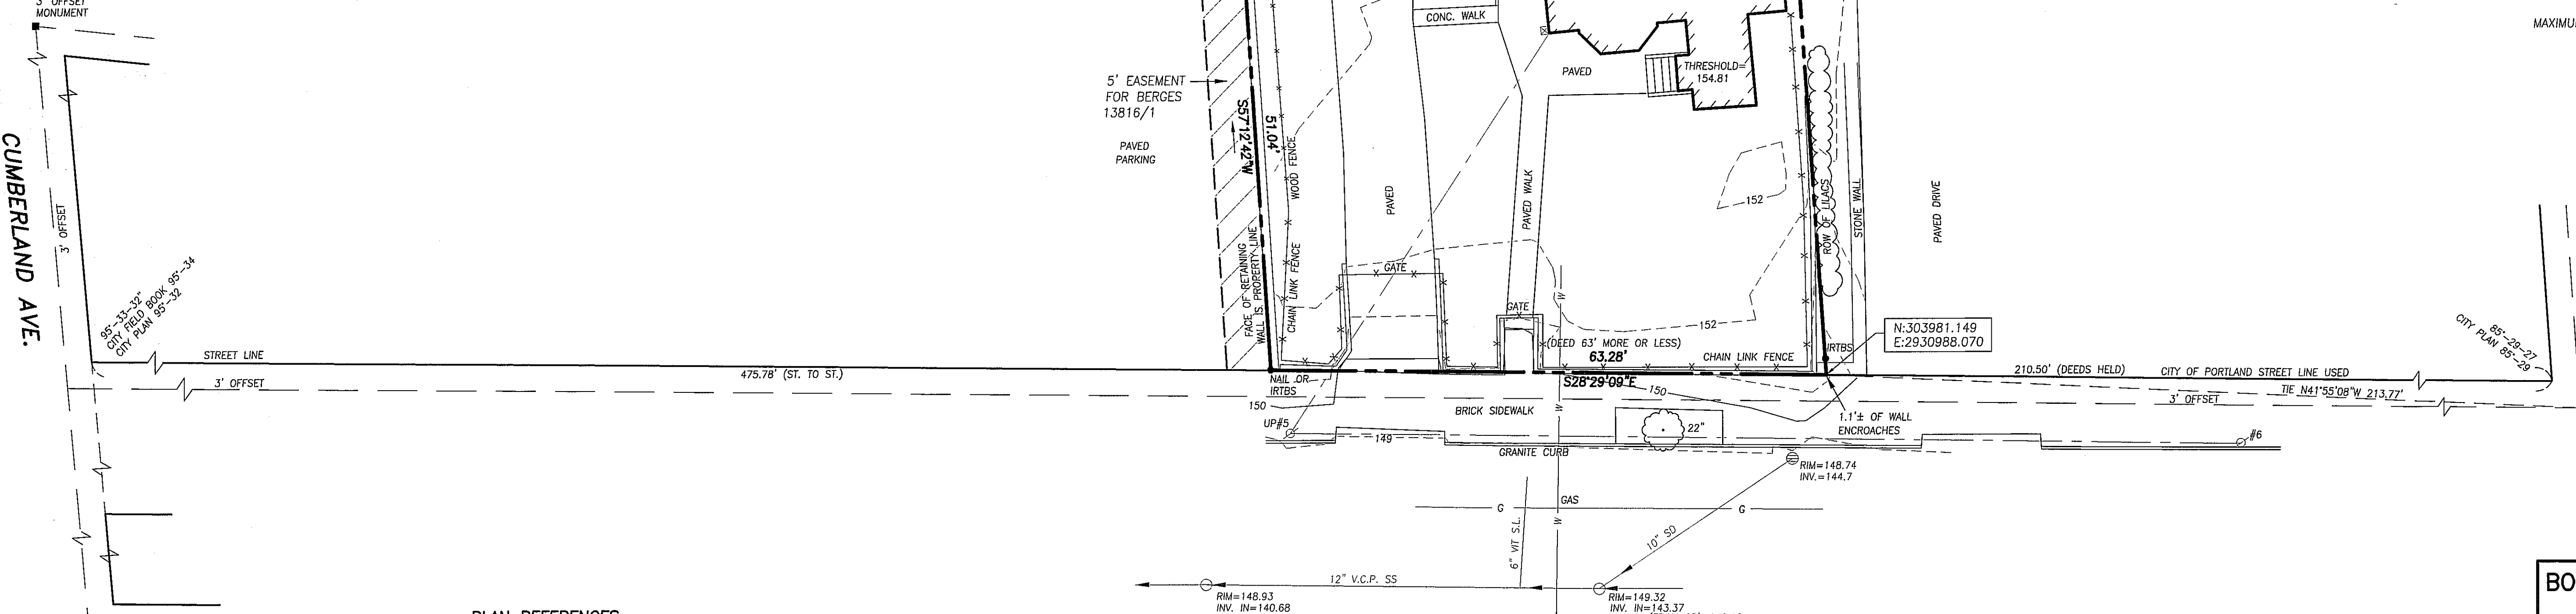 3' OFFSET
MONUMENT
CONC. WALK
MAXIMU
5' EASEMENT
FOR BERGES
13816/1
PAVED
PARKING
PAVED
THRESHOLD=
154.81
S57°12'42"W
51.04'
WOOD FENCE
CHAIN LINK FENCE
FACE OF RETAINING
WALL IS PROPERTY LINE
PAVED
PAVED WALK
152
ROW OF LILACS
STONE WALL
PAVED DRIVE
CUMBERLAND AVE.
3' OFFSET
95°-33-32"
CITY FIELD BOOK 95'-34
CITY PLAN 95'-32
GATE
GATE
152
N:303981.149
E:2930988.070
85°-29-27
CITY PLAN 85'-29
STREET LINE
(DEED 63' MORE OR LESS)
63.28'
CHAIN LINK FENCE
IRTBS
475.78' (ST. TO ST.)
3' OFFSET
NAIL OR
IRTBS
S28°29'09"E
210.50' (DEEDS HELD)
CITY OF PORTLAND STREET LINE USED
TIE N41°55'08"W 213.77'
3' OFFSET
150
150
BRICK SIDEWALK
W
W
1.1'± OF WALL
ENCROACHES
UP#5
149
22"
#6
GRANITE CURB
RIM=148.74
INV.=144.7
GAS
G
G
W
6" VIT S.L.
10" SD
12" V.C.P. SS
RIM=148.93
INV. IN=140.68
RIM=149.32
INV. IN=143.37
PLAN REFERENCES
BO